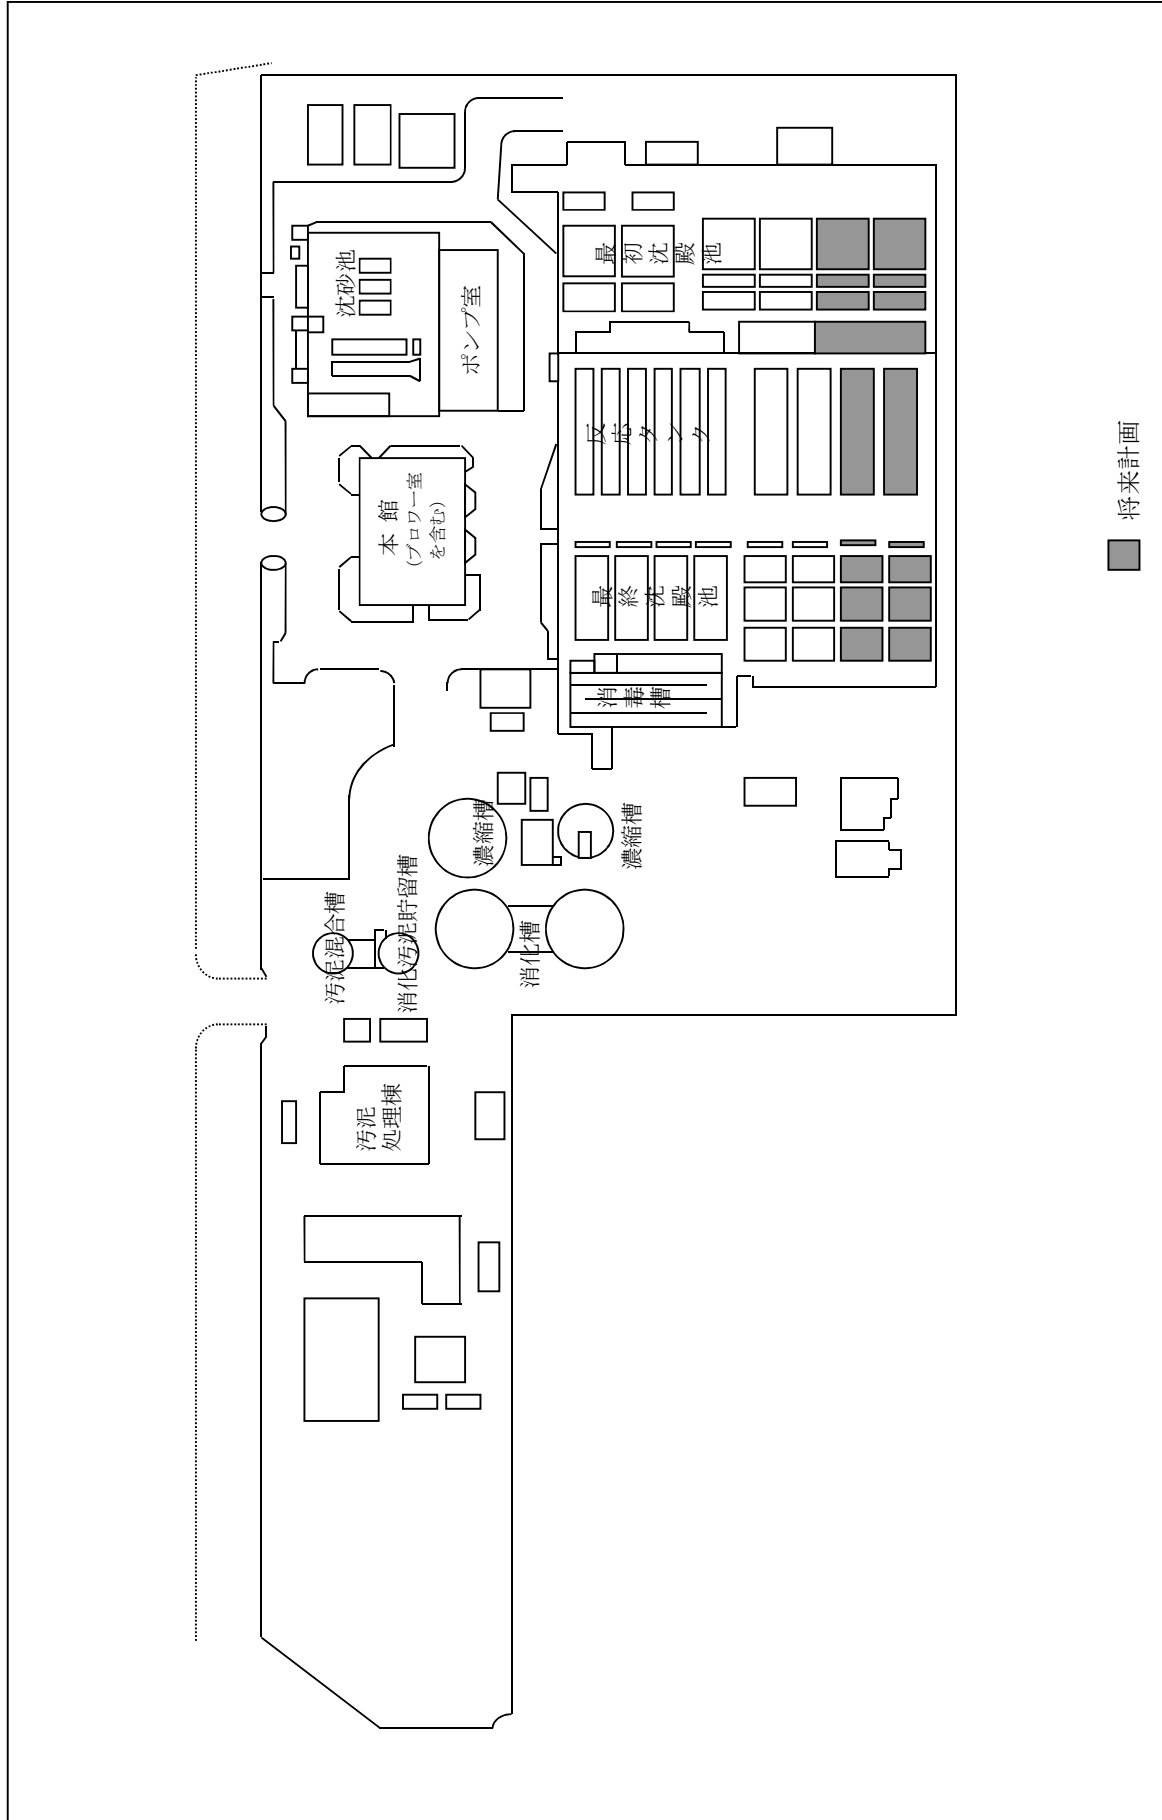 沈砂池
ポンプ室
最初沈殿池
本館
(ブロワー室
を含む)
反応タンク
最終沈殿池
消毒槽
濃縮槽
濃縮槽
汚泥混合槽
消化汚泥貯留槽
消化槽
汚泥
処理棟
将来計画